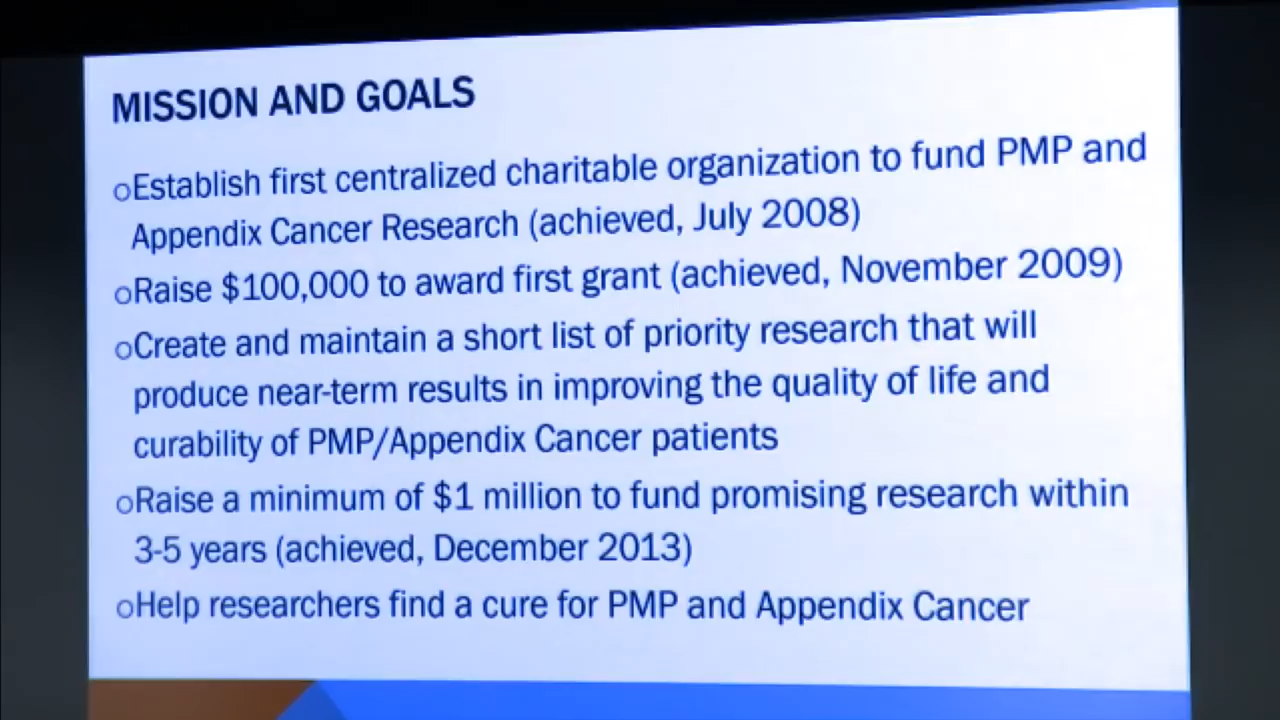 MISSION AND GOALS
oEstablish first centralized charitable organization to fund PMP and
Appendix Cancer Research (achieved, July 2008)
oRaise $100,000 to award first grant (achieved, November 2009)
oCreate and maintain a short list of priority research that will
produce near-term results in improving the quality of life and
curability of PMP/Appendix Cancer patients
oRaise a minimum of $1 million to fund promising research within
3-5 years (achieved, December 2013)
oHelp researchers find a cure for PMP and Appendix Cancer